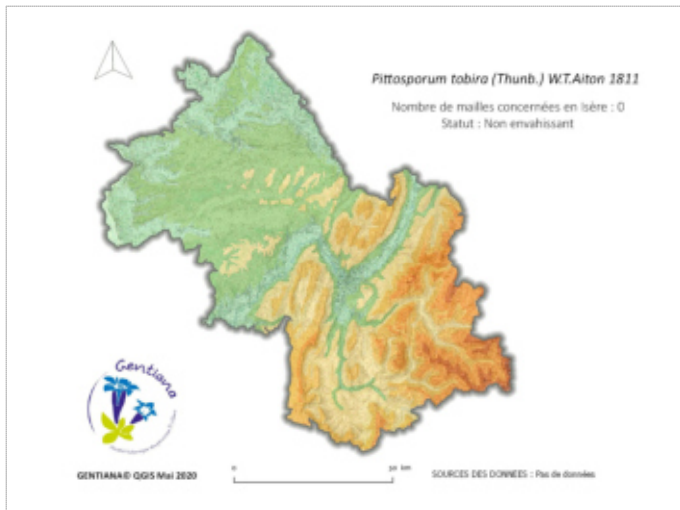 Pittosporum tobira (Thunb.) W.T.Aiton 1811
Nombre de mailles concernées en Isère : 0
Statut : Non envahissant
Gentiana
GENTIANA© QGIS Mai 2020
0
50 km
SOURCES DES DONNÉES : Pas de données